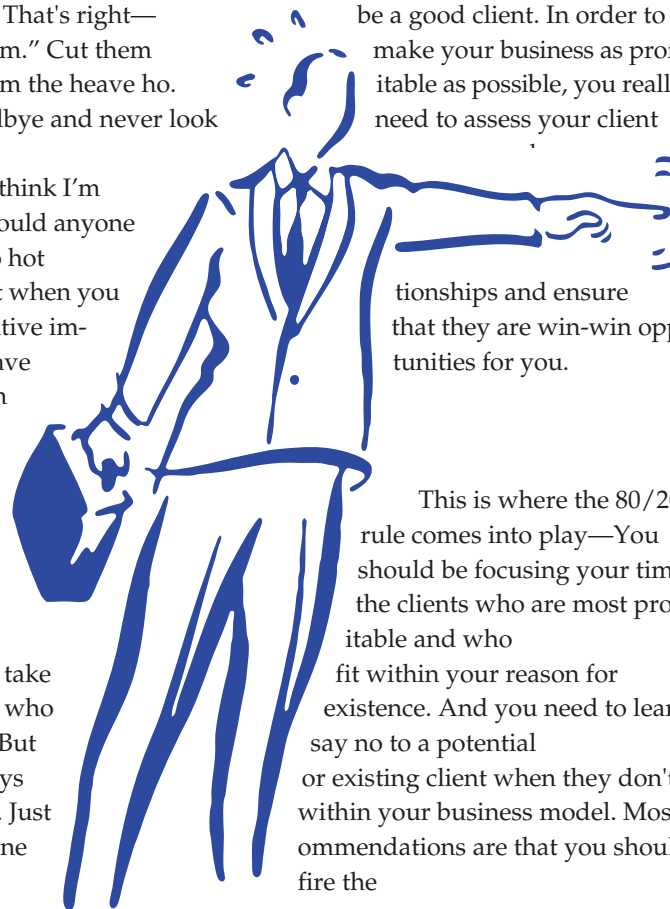 That's right—
m.” Cut them
m the heave ho.
lbye and never look
think I’m
ould anyone
hot
t when you
tive im-
ave
n
take
who
But
ys
. Just
ne
be a good client. In order to
make your business as prof
itable as possible, you reall
need to assess your client
tionships and ensure
that they are win-win opp
tunities for you.
This is where the 80/20
rule comes into play—You
should be focusing your tim
the clients who are most pro
itable and who
fit within your reason for
existence. And you need to lear
say no to a potential
or existing client when they don't
within your business model. Mos
ommendations are that you shoul
fire the